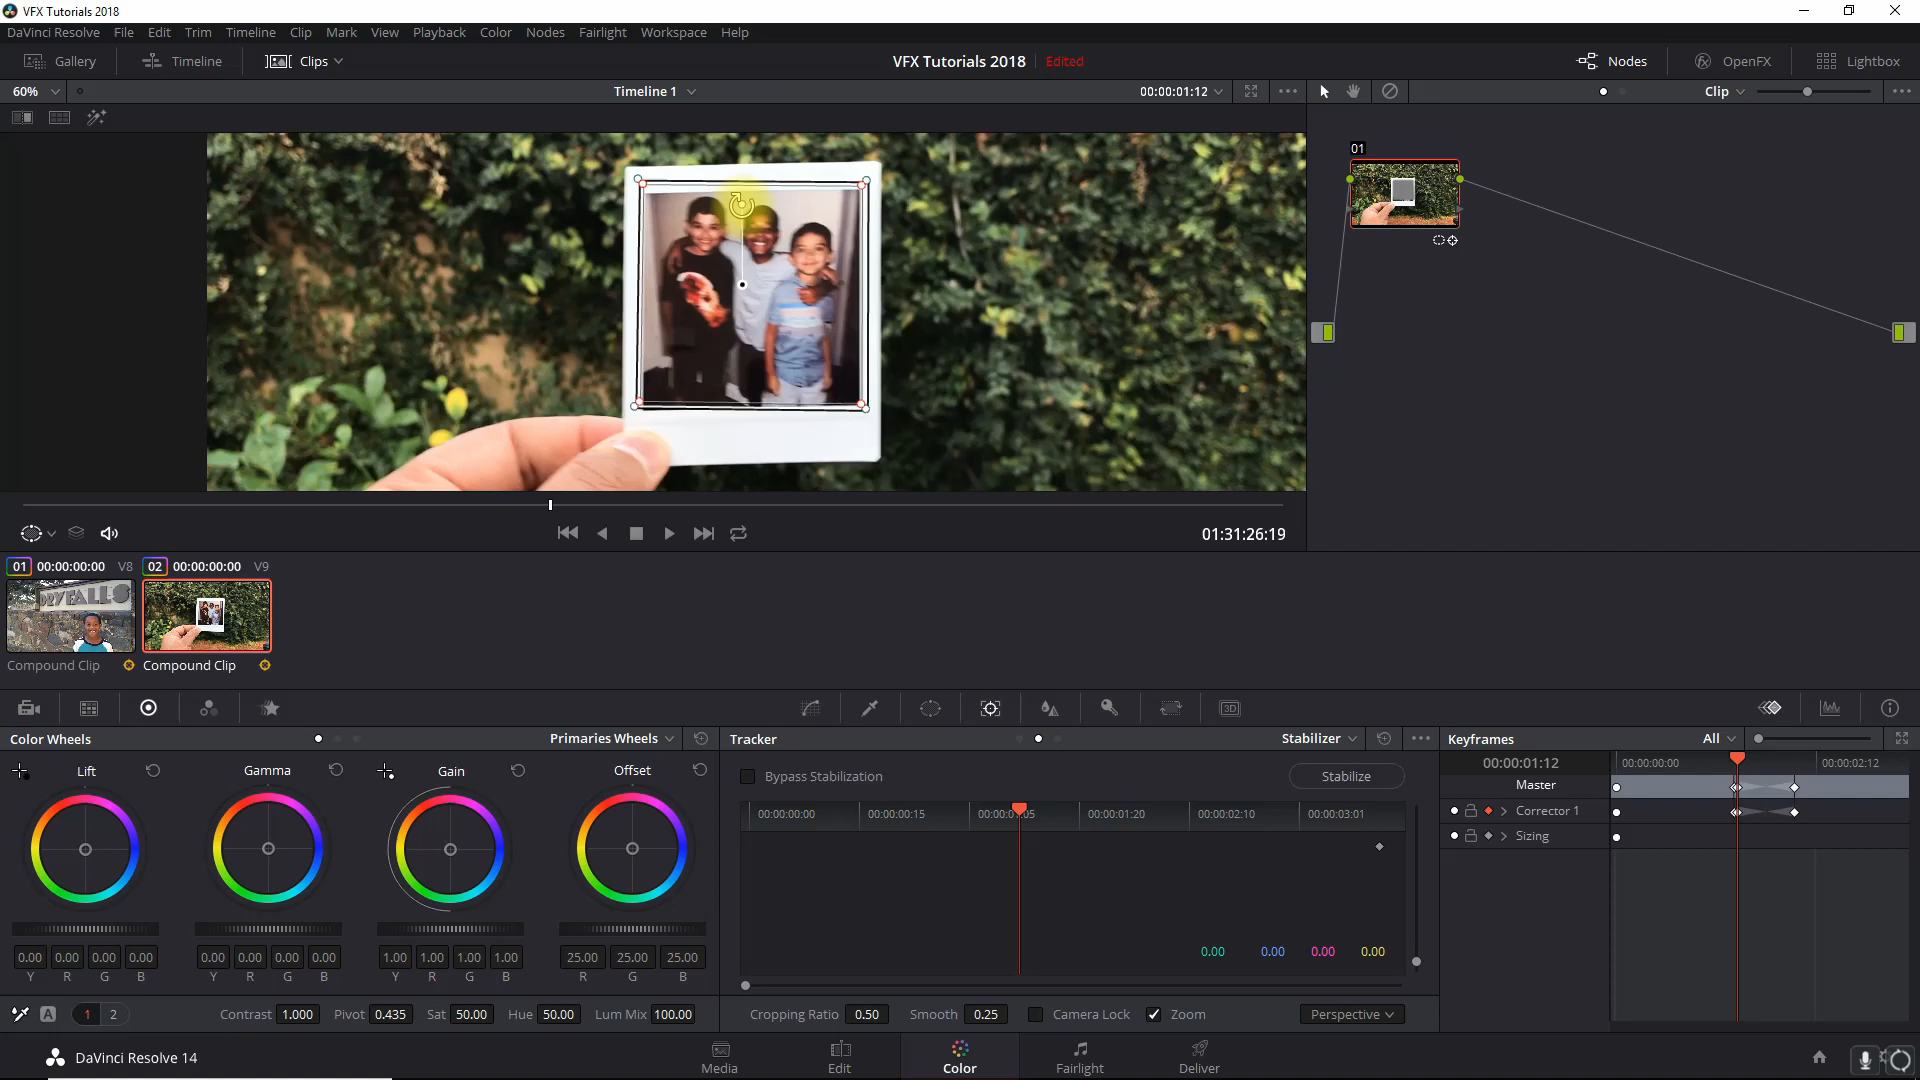 VFX Tutorials 2018
DaVinci Resolve File Edit Trim Timeline Clip Mark View Playback Color Nodes Fairlight Workspace Help
Gallery Timeline Clips VFX Tutorials 2018 Edited Nodes OpenFX Lightbox
60% Timeline 1 00:00:01:12 Clip
01
01:31:26:19
01 00:00:00:00 V8 02 00:00:00:00 V9
DRY FALLS
Compound Clip Compound Clip
3D
Color Wheels Primaries Wheels Tracker Stabilizer Keyframes All
Lift Gamma Gain Offset Bypass Stabilization Stabilize 00:00:01:12 00:00:00:00 00:00:02:12
Master
00:00:00:00 00:00:00:15 00:00:01:05 00:00:01:20 00:00:02:10 00:00:03:01 Corrector 1
Sizing
0.00 0.00 0.00 0.00
0.00 0.00 0.00 0.00 0.00 0.00 0.00 0.00 1.00 1.00 1.00 1.00 25.00 25.00 25.00
Y R G B Y R G B Y R G B R G B
A 1 2 Contrast 1.000 Pivot 0.435 Sat 50.00 Hue 50.00 Lum Mix 100.00 Cropping Ratio 0.50 Smooth 0.25 Camera Lock Zoom Perspective
DaVinci Resolve 14 Media Edit Color Fairlight Deliver